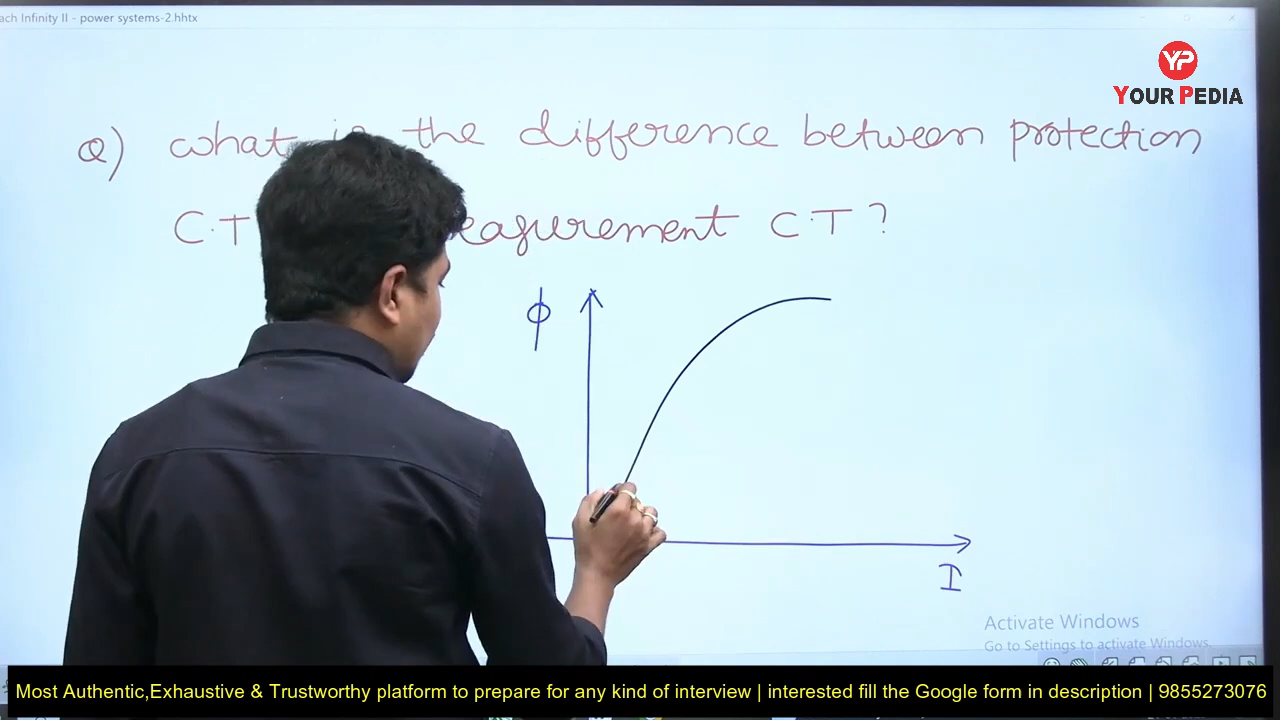 ach Infinity II - power systems-2.hhtx
YP
YOUR PEDIA
Q) what is the difference between protection
C.T measurement C.T ?
ϕ
I
Activate Windows
Go to Settings to activate Windows.
Most Authentic,Exhaustive & Trustworthy platform to prepare for any kind of interview | interested fill the Google form in description | 9855273076